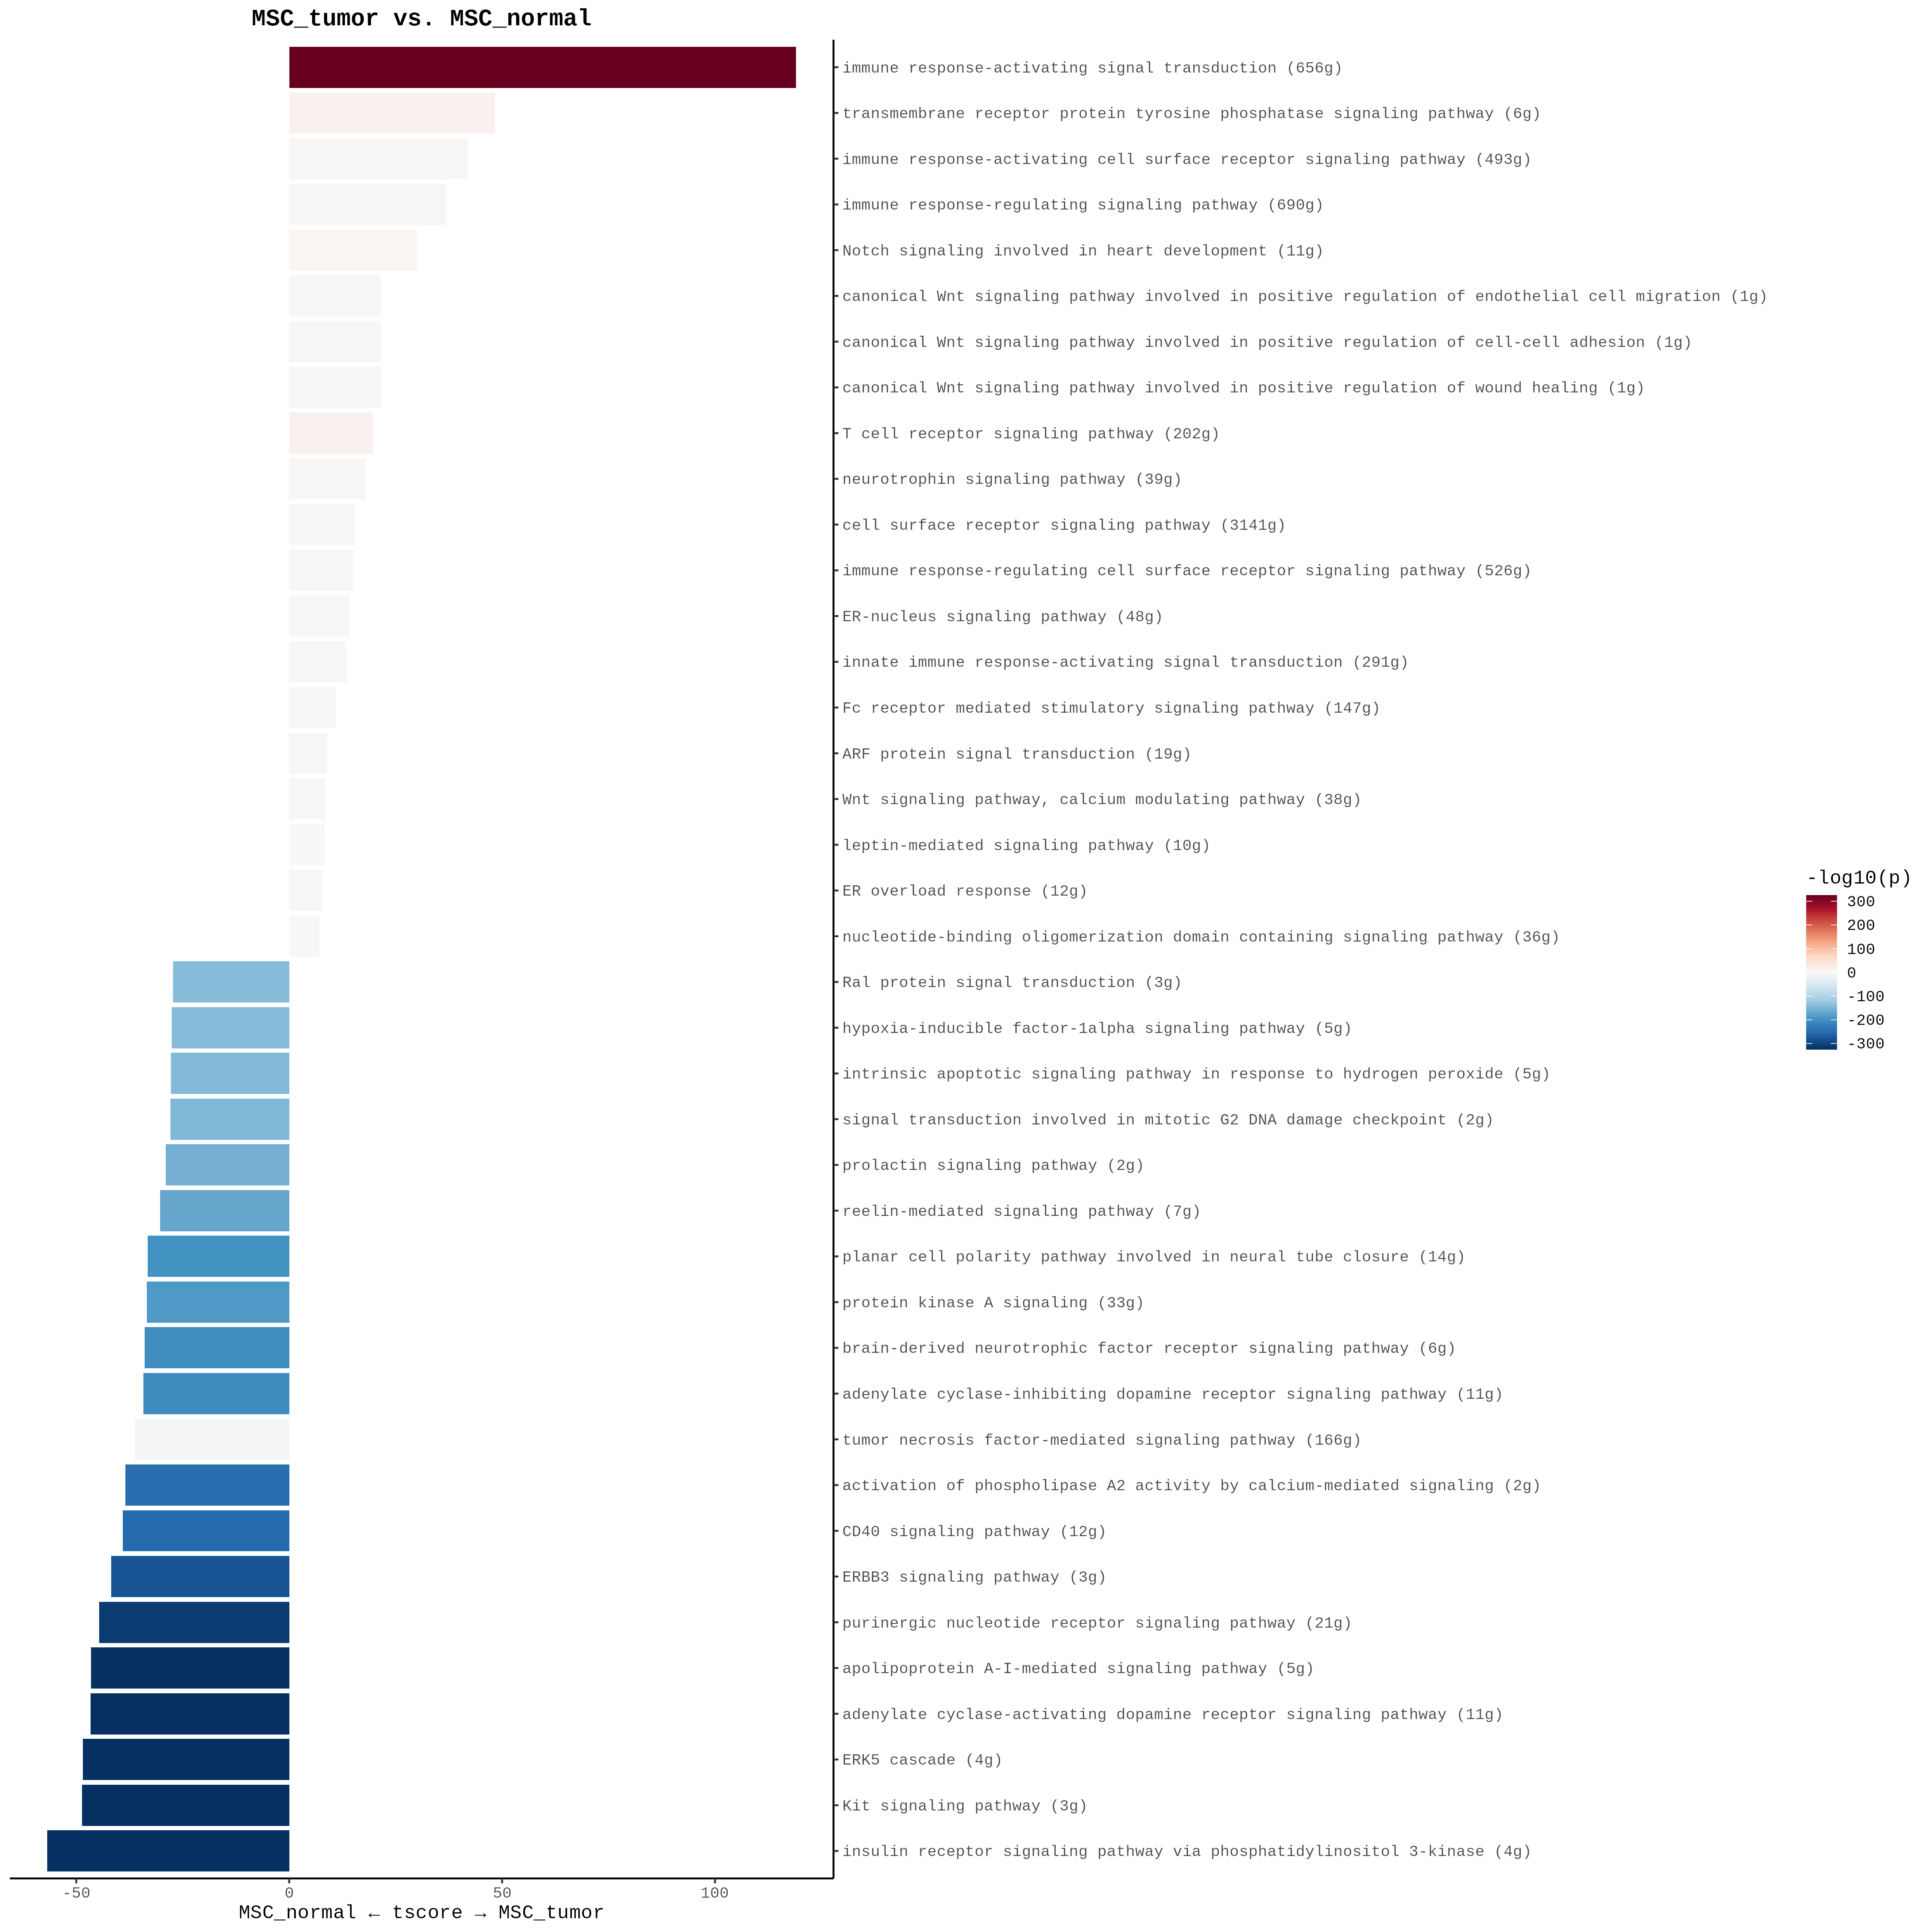 MSC_tumor vs. MSC_normal
immune response-activating signal transduction (656g)
transmembrane receptor protein tyrosine phosphatase signaling pathway (6g)
immune response-activating cell surface receptor signaling pathway (493g)
immune response-regulating signaling pathway (690g)
Notch signaling involved in heart development (11g)
canonical Wnt signaling pathway involved in positive regulation of endothelial cell migration (1g)
canonical Wnt signaling pathway involved in positive regulation of cell-cell adhesion (1g)
canonical Wnt signaling pathway involved in positive regulation of wound healing (1g)
T cell receptor signaling pathway (202g)
neurotrophin signaling pathway (39g)
cell surface receptor signaling pathway (3141g)
immune response-regulating cell surface receptor signaling pathway (526g)
ER-nucleus signaling pathway (48g)
innate immune response-activating signal transduction (291g)
Fc receptor mediated stimulatory signaling pathway (147g)
ARF protein signal transduction (19g)
Wnt signaling pathway, calcium modulating pathway (38g)
leptin-mediated signaling pathway (10g)
ER overload response (12g)
nucleotide-binding oligomerization domain containing signaling pathway (36g)
Ral protein signal transduction (3g)
hypoxia-inducible factor-1alpha signaling pathway (5g)
intrinsic apoptotic signaling pathway in response to hydrogen peroxide (5g)
signal transduction involved in mitotic G2 DNA damage checkpoint (2g)
prolactin signaling pathway (2g)
reelin-mediated signaling pathway (7g)
planar cell polarity pathway involved in neural tube closure (14g)
protein kinase A signaling (33g)
brain-derived neurotrophic factor receptor signaling pathway (6g)
adenylate cyclase-inhibiting dopamine receptor signaling pathway (11g)
tumor necrosis factor-mediated signaling pathway (166g)
activation of phospholipase A2 activity by calcium-mediated signaling (2g)
CD40 signaling pathway (12g)
ERBB3 signaling pathway (3g)
purinergic nucleotide receptor signaling pathway (21g)
apolipoprotein A-I-mediated signaling pathway (5g)
adenylate cyclase-activating dopamine receptor signaling pathway (11g)
ERK5 cascade (4g)
Kit signaling pathway (3g)
insulin receptor signaling pathway via phosphatidylinositol 3-kinase (4g)
-50 0 50 100
MSC_normal ← tscore → MSC_tumor
-log10(p)
300
200
100
0
-100
-200
-300